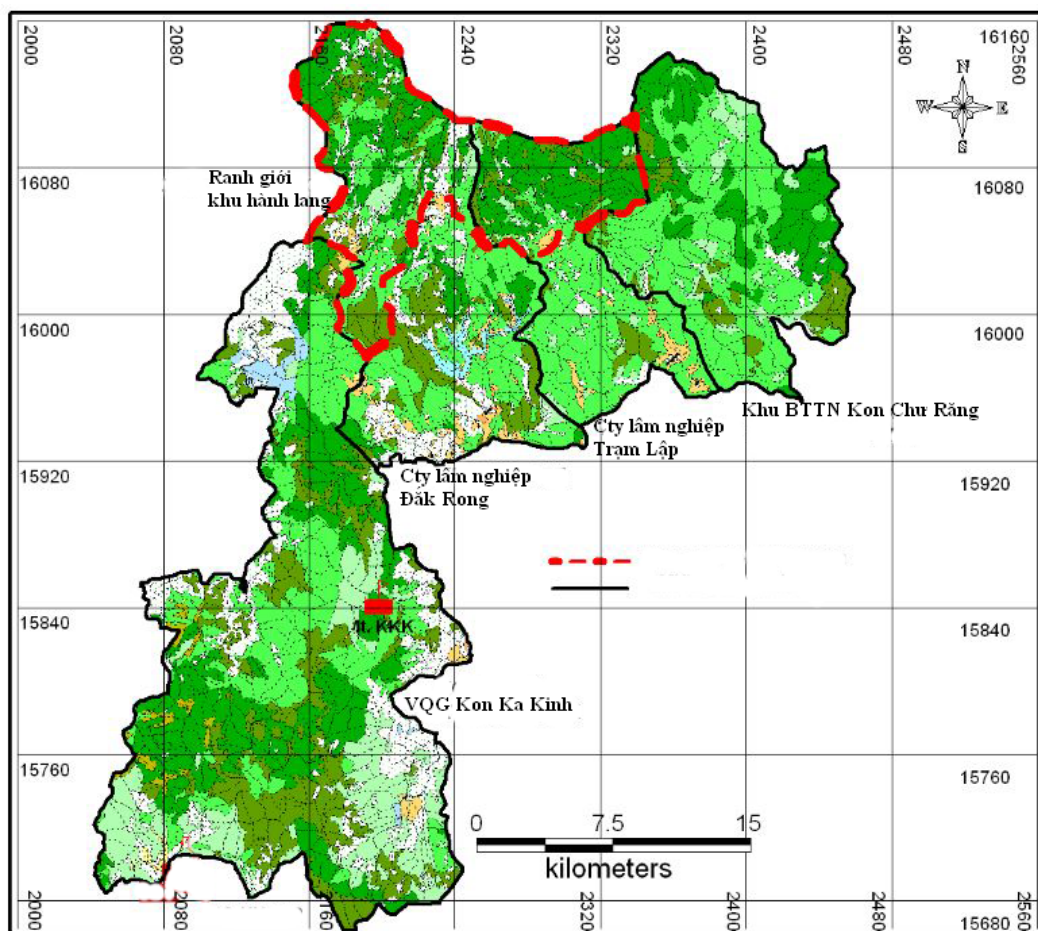 2000
2080
2160
2240
2320
2400
2480
16160
2560
N
W
E
S
16080
16080
Ranh giới
khu hành lang
16000
16000
Khu BTTN Kon Chư Răng
Cty lâm nghiệp
Trạm Lập
Cty lâm nghiệp
Đắk Rong
15920
15920
15840
15840
Mt. KKK
VQG Kon Ka Kinh
15760
15760
0
7.5
15
kilometers
2000
2080
2160
2320
2400
2480
2560
15680